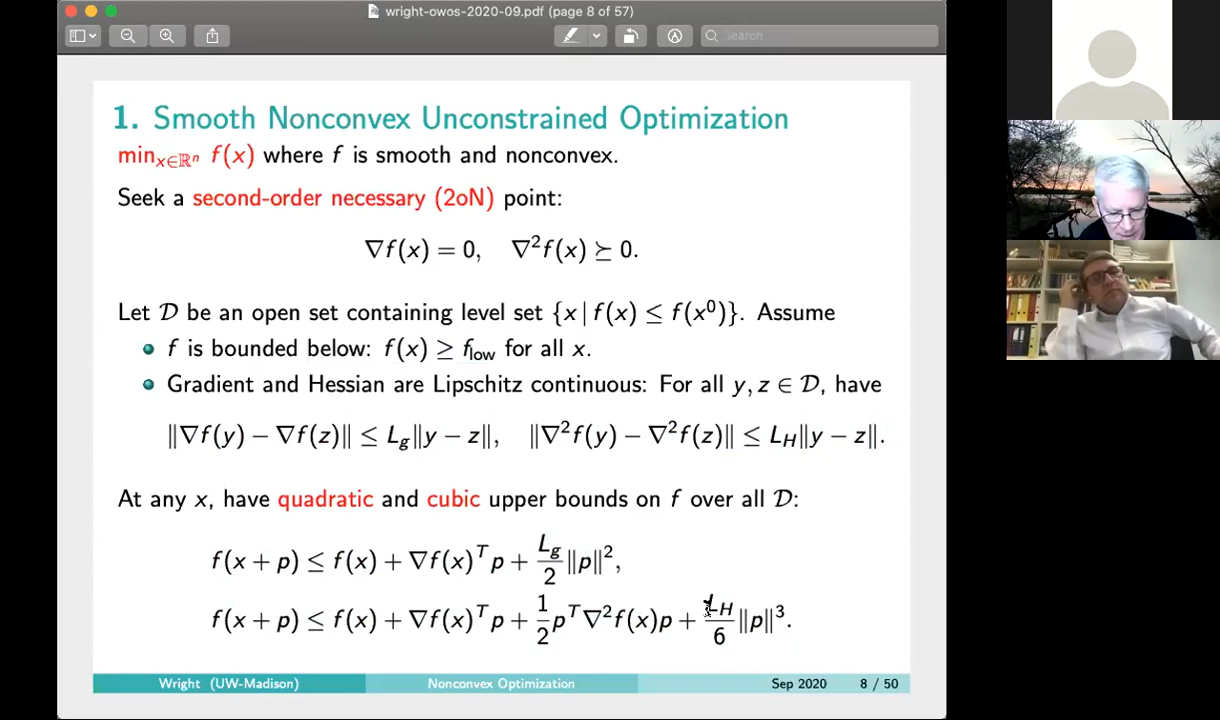 wright-owos-2020-09.pdf (page 8 of 57)
Search
1. Smooth Nonconvex Unconstrained Optimization
min_{x∈ℝⁿ} f(x) where f is smooth and nonconvex.
Seek a second-order necessary (2oN) point:
∇f(x) = 0, ∇²f(x) ⪰ 0.
Let 𝒟 be an open set containing level set {x | f(x) ≤ f(x⁰)}. Assume
f is bounded below: f(x) ≥ f_low for all x.
Gradient and Hessian are Lipschitz continuous: For all y, z ∈ 𝒟, have
‖∇f(y) − ∇f(z)‖ ≤ L_g‖y − z‖, ‖∇²f(y) − ∇²f(z)‖ ≤ L_H‖y − z‖.
At any x, have quadratic and cubic upper bounds on f over all 𝒟:
f(x + p) ≤ f(x) + ∇f(x)ᵀp + L_g/2 ‖p‖²,
f(x + p) ≤ f(x) + ∇f(x)ᵀp + 1/2 pᵀ∇²f(x)p + L_H/6 ‖p‖³.
Wright (UW-Madison) Nonconvex Optimization Sep 2020 8 / 50